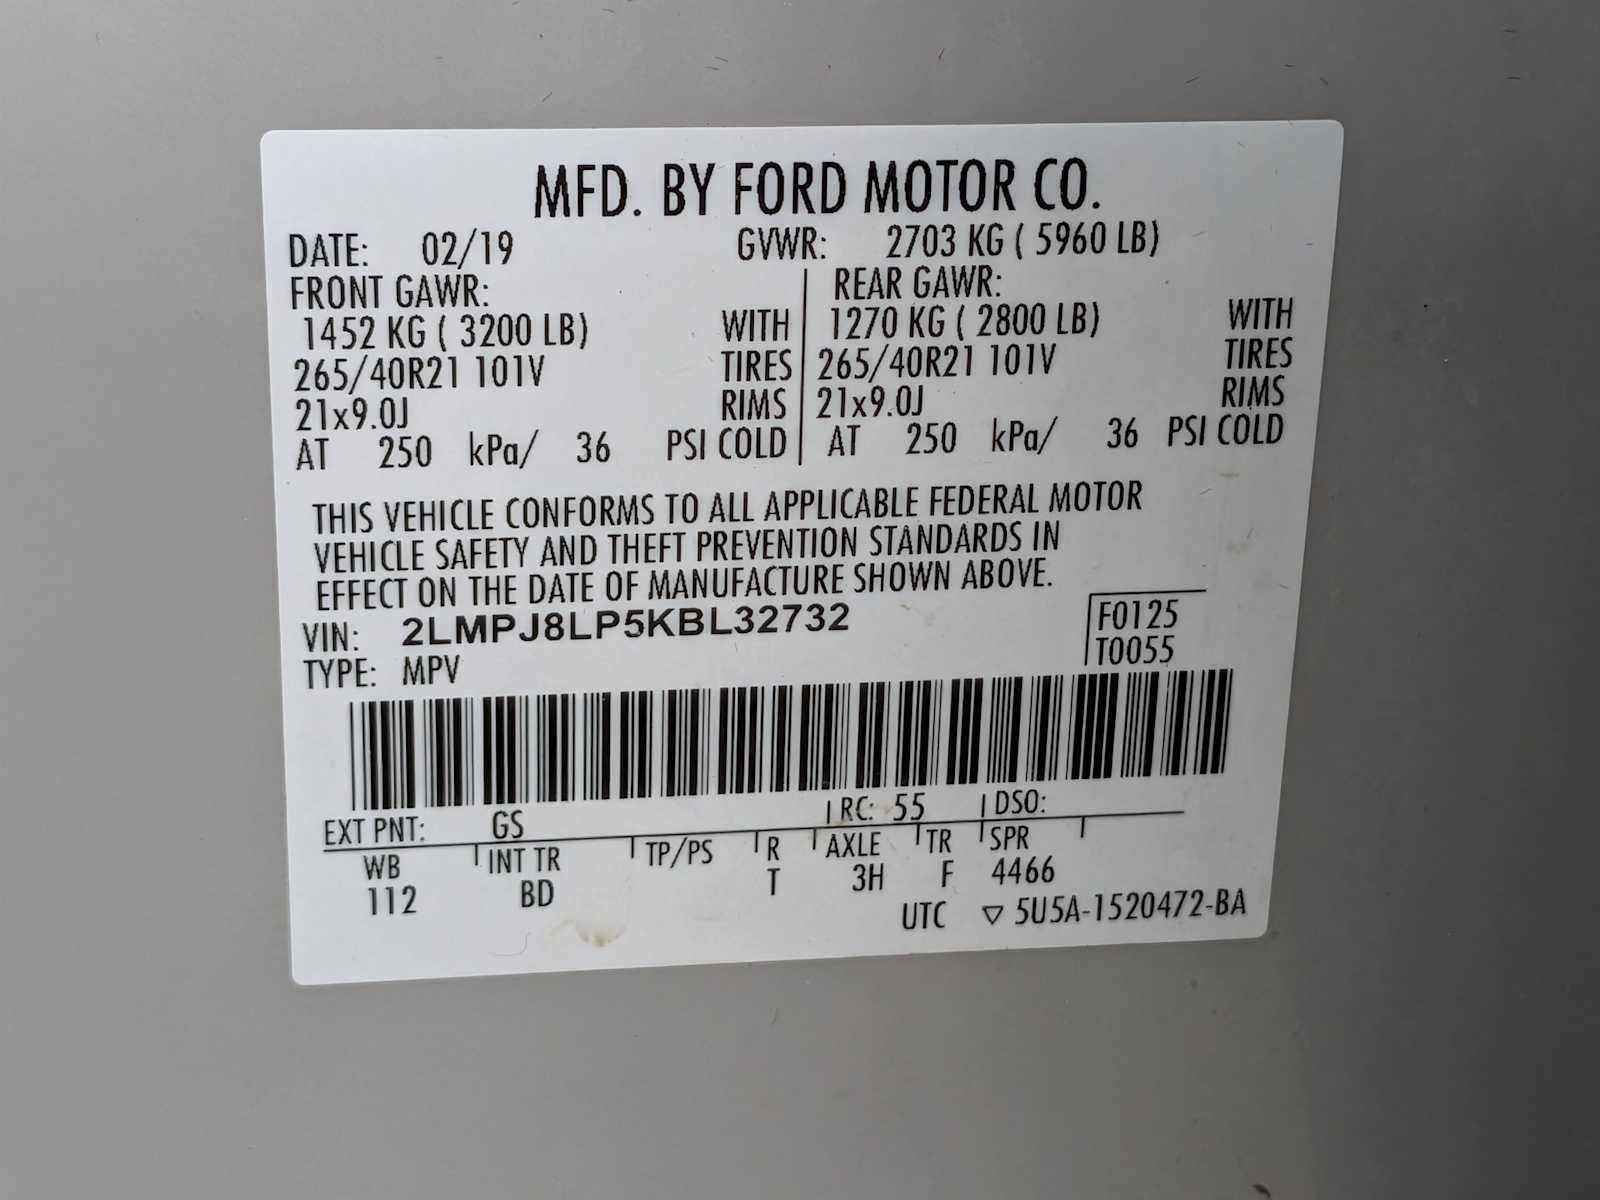 MFD. BY FORD MOTOR CO.
DATE: 02/19 GVWR: 2703 KG ( 5960 LB)
FRONT GAWR: REAR GAWR:
1452 KG ( 3200 LB) WITH 1270 KG ( 2800 LB) WITH
265/40R21 101V TIRES 265/40R21 101V TIRES
21x9.0J RIMS 21x9.0J RIMS
AT 250 kPa/ 36 PSI COLD AT 250 kPa/ 36 PSI COLD
THIS VEHICLE CONFORMS TO ALL APPLICABLE FEDERAL MOTOR
VEHICLE SAFETY AND THEFT PREVENTION STANDARDS IN
EFFECT ON THE DATE OF MANUFACTURE SHOWN ABOVE.
VIN: 2LMPJ8LP5KBL32732 F0125
TYPE: MPV T0055
EXT PNT: GS RC: 55 DSO:
WB INT TR TP/PS R AXLE TR SPR
112 BD T 3H F 4466
UTC ▽ 5U5A-1520472-BA